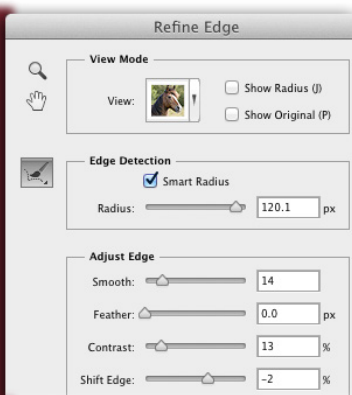 Refine Edge
View Mode
View:
Show Radius (J)
Show Original (P)
Edge Detection
Smart Radius
Radius: 120.1 px
Adjust Edge
Smooth: 14
Feather: 0.0 px
Contrast: 13 %
Shift Edge: -2 %